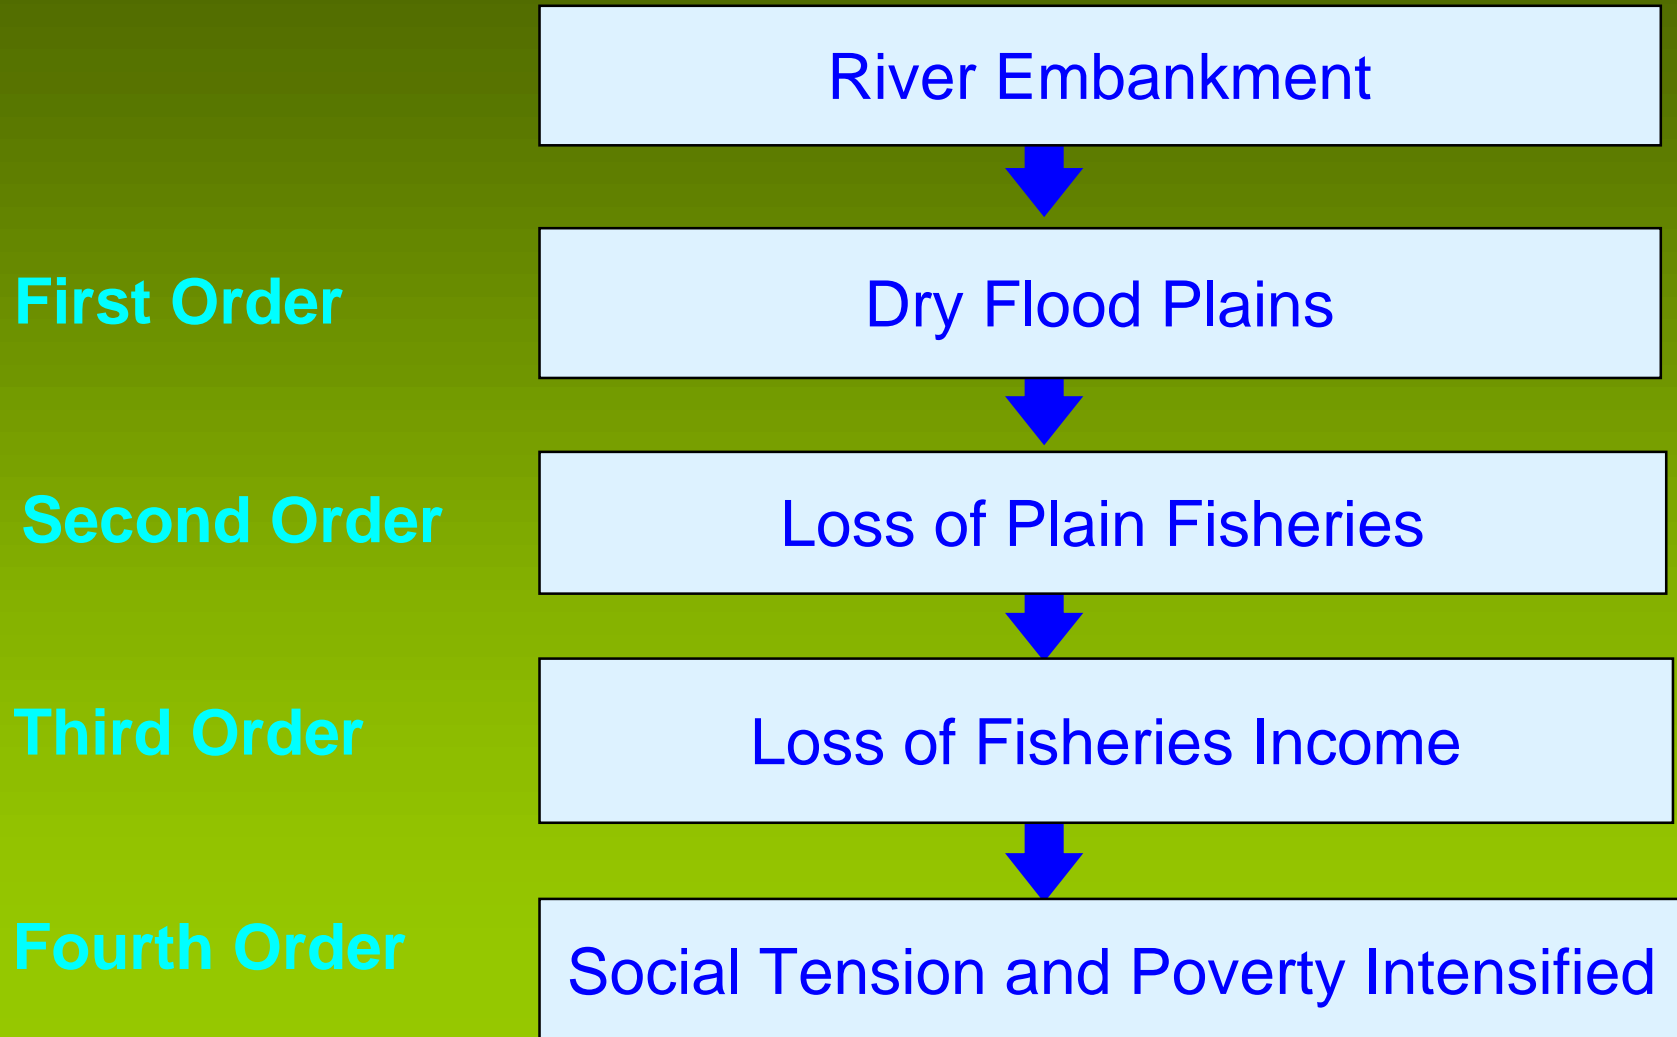 River Embankment
First Order
Dry Flood Plains
Second Order
Loss of Plain Fisheries
Third Order
Loss of Fisheries Income
Fourth Order
Social Tension and Poverty Intensified